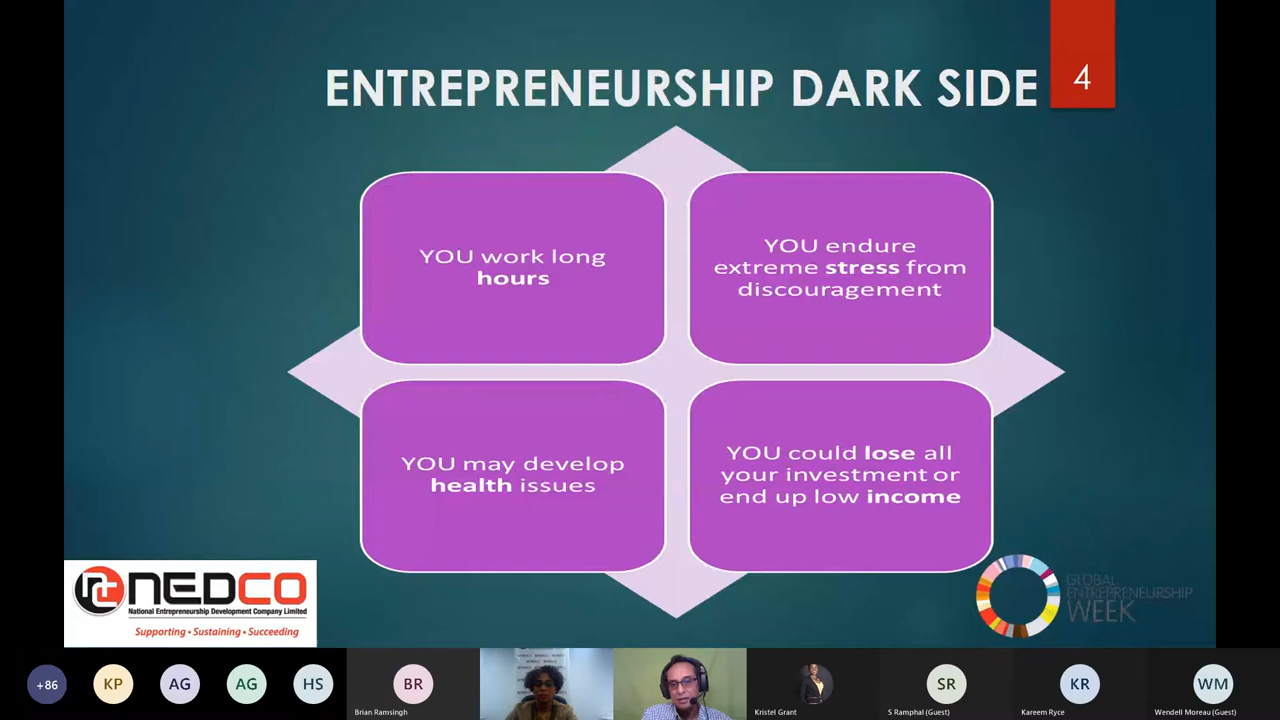 ENTREPRENEURSHIP DARK SIDE
4
YOU work long
hours
YOU endure
extreme stress from
discouragement
YOU may develop
health issues
YOU could lose all
your investment or
end up low income
NEDCO
National Entrepreneurship Development Company Limited
Supporting • Sustaining • Succeeding
GLOBAL
ENTREPRENEURSHIP
WEEK
+86
KP
AG
AG
HS
BR
Brian Ramsingh
Kristel Grant
SR
S Ramphal (Guest)
KR
Kareem Ryce
WM
Wendell Moreau (Guest)